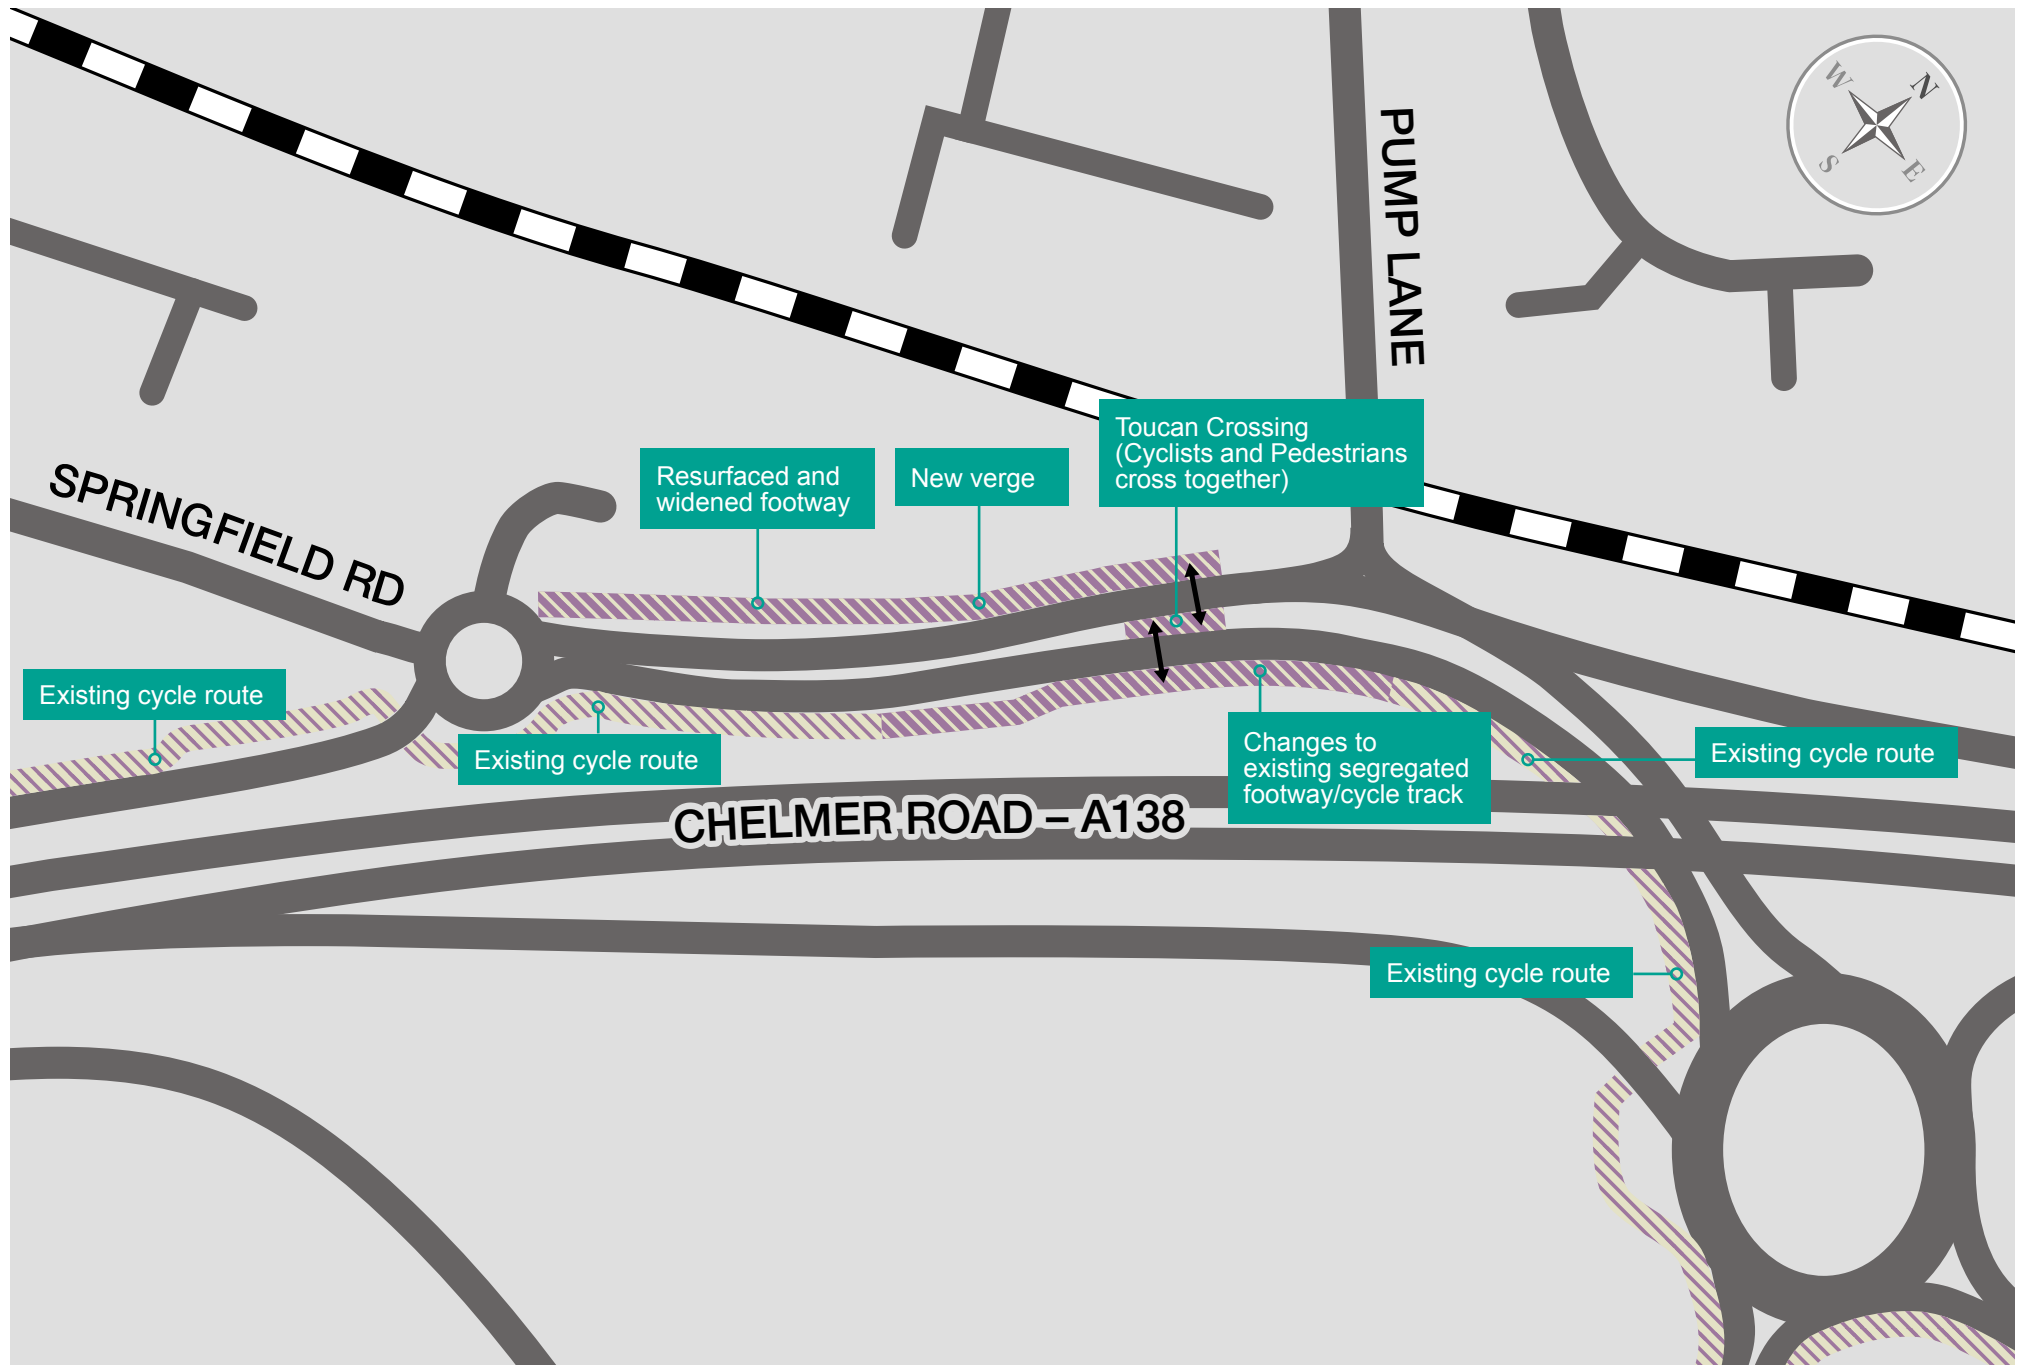 W
N
S
E
PUMP LANE
Toucan Crossing
(Cyclists and Pedestrians
cross together)
Resurfaced and
widened footway
New verge
SPRINGFIELD RD
Existing cycle route
Existing cycle route
Changes to
existing segregated
footway/cycle track
Existing cycle route
CHELMER ROAD – A138
Existing cycle route